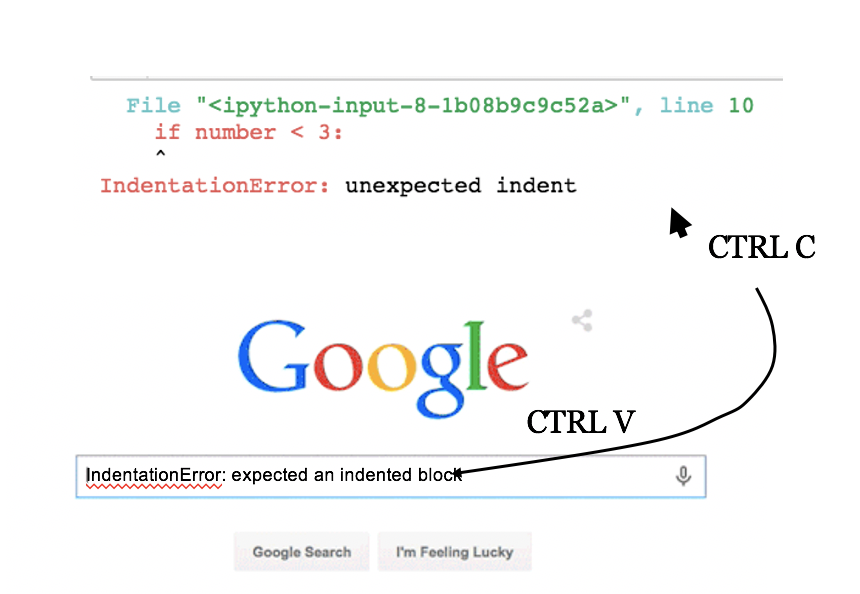 File "<ipython-input-8-1b08b9c9c52a>", line 10
if number < 3:
^
IndentationError: unexpected indent
CTRL C
Google
CTRL V
IndentationError: expected an indented block
Google Search
I'm Feeling Lucky